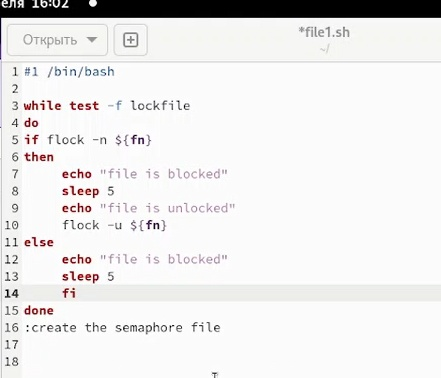 еля 16:02
Открыть
*file1.sh
~/
1 #1 /bin/bash
2
3 while test -f lockfile
4 do
5 if flock -n ${fn}
6 then
7 echo "file is blocked"
8 sleep 5
9 echo "file is unlocked"
10 flock -u ${fn}
11 else
12 echo "file is blocked"
13 sleep 5
14 fi
15 done
16 :create the semaphore file
17
18